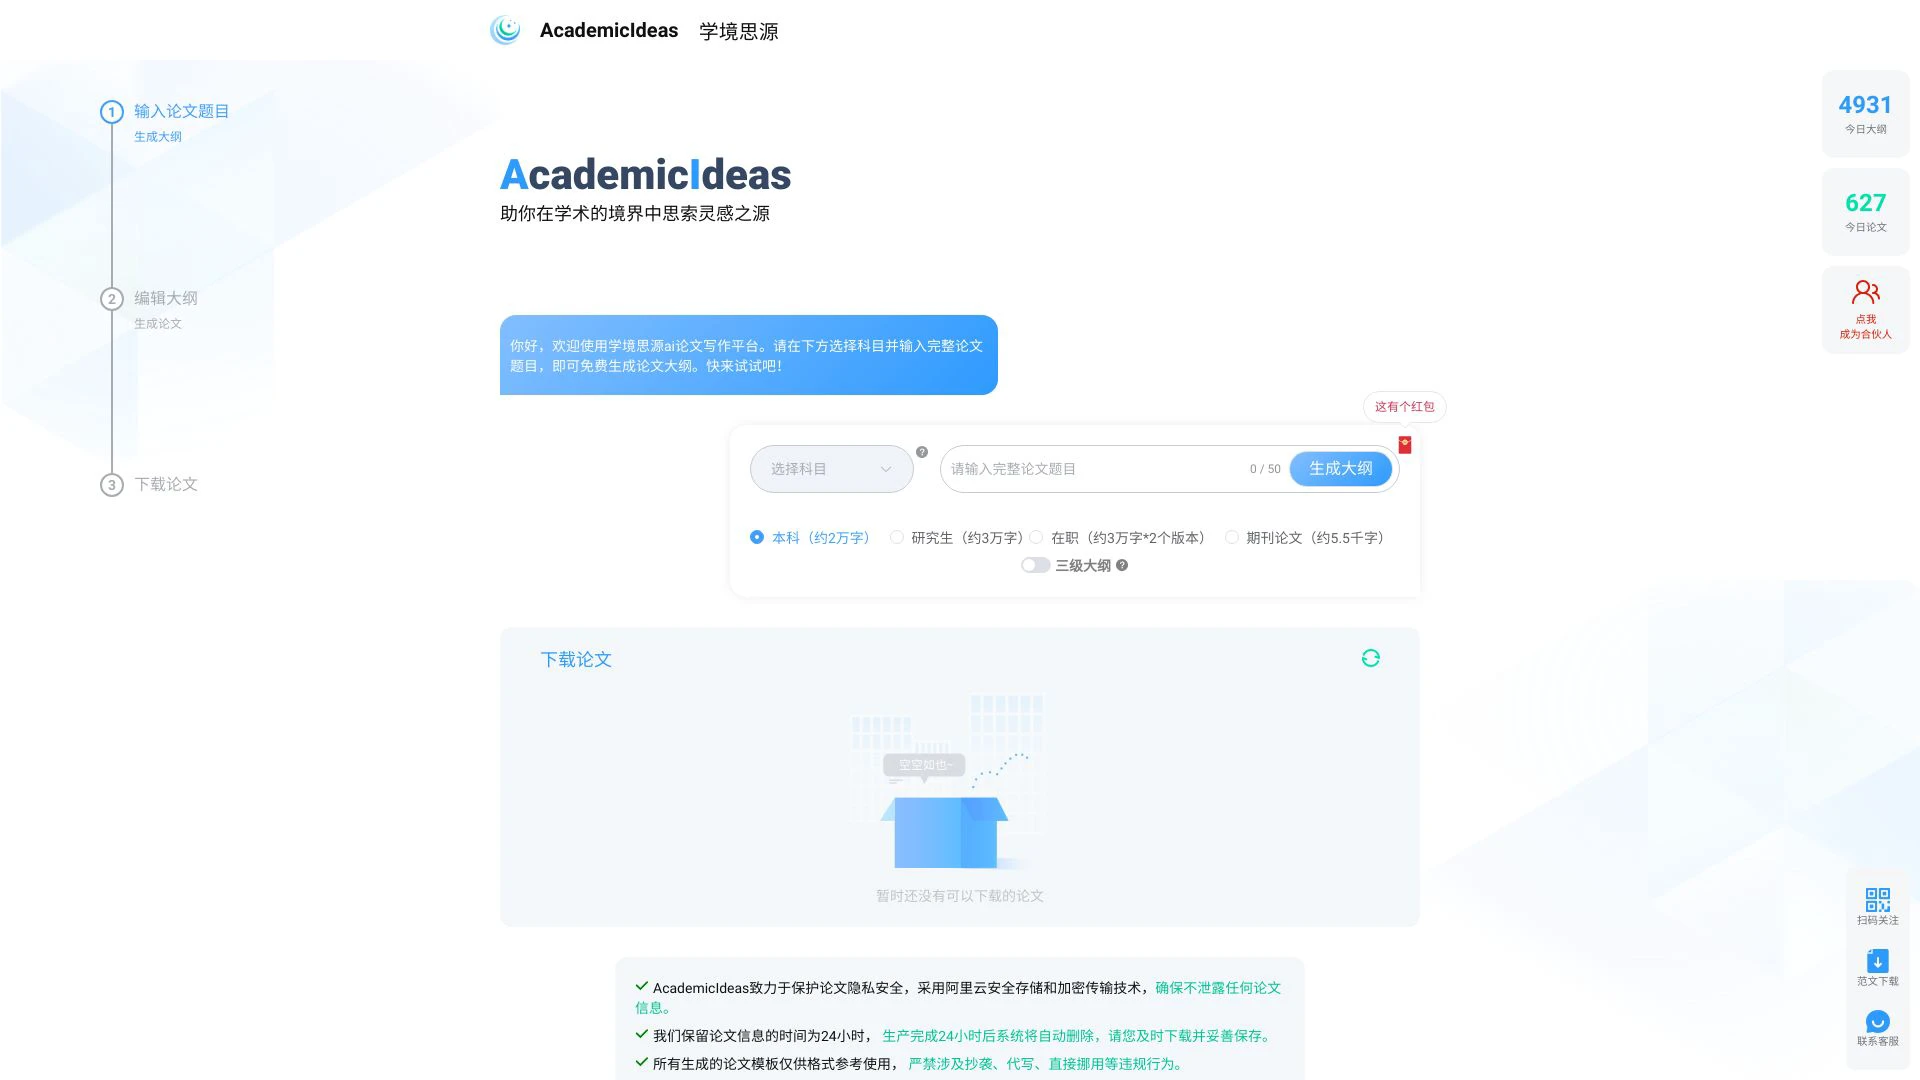 AcademicIdeas 学境思源
1 输入论文题目
生成大纲
2 编辑大纲
生成论文
3 下载论文
AcademicIdeas
助你在学术的境界中思索灵感之源
你好，欢迎使用学境思源ai论文写作平台。请在下方选择科目并输入完整论文
题目，即可免费生成论文大纲。快来试试吧！
这有个红包
选择科目 ? 请输入完整论文题目 0 / 50 生成大纲
本科（约2万字） 研究生（约3万字） 在职（约3万字*2个版本） 期刊论文（约5.5千字）
三级大纲 ?
下载论文
空空如也~
暂时还没有可以下载的论文
AcademicIdeas致力于保护论文隐私安全，采用阿里云安全存储和加密传输技术，确保不泄露任何论文
信息。
我们保留论文信息的时间为24小时， 生产完成24小时后系统将自动删除，请您及时下载并妥善保存。
所有生成的论文模板仅供格式参考使用， 严禁涉及抄袭、代写、直接挪用等违规行为。
4931
今日大纲
627
今日论文
点我
成为合伙人
扫码关注
范文下载
联系客服